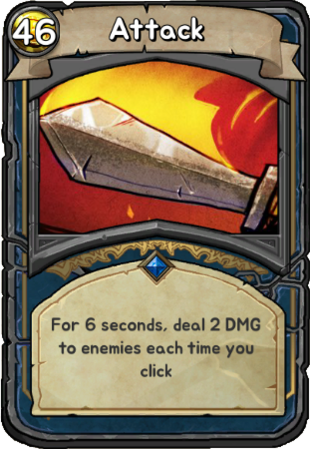 46
Attack
For 6 seconds, deal 2 DMG
to enemies each time you
click